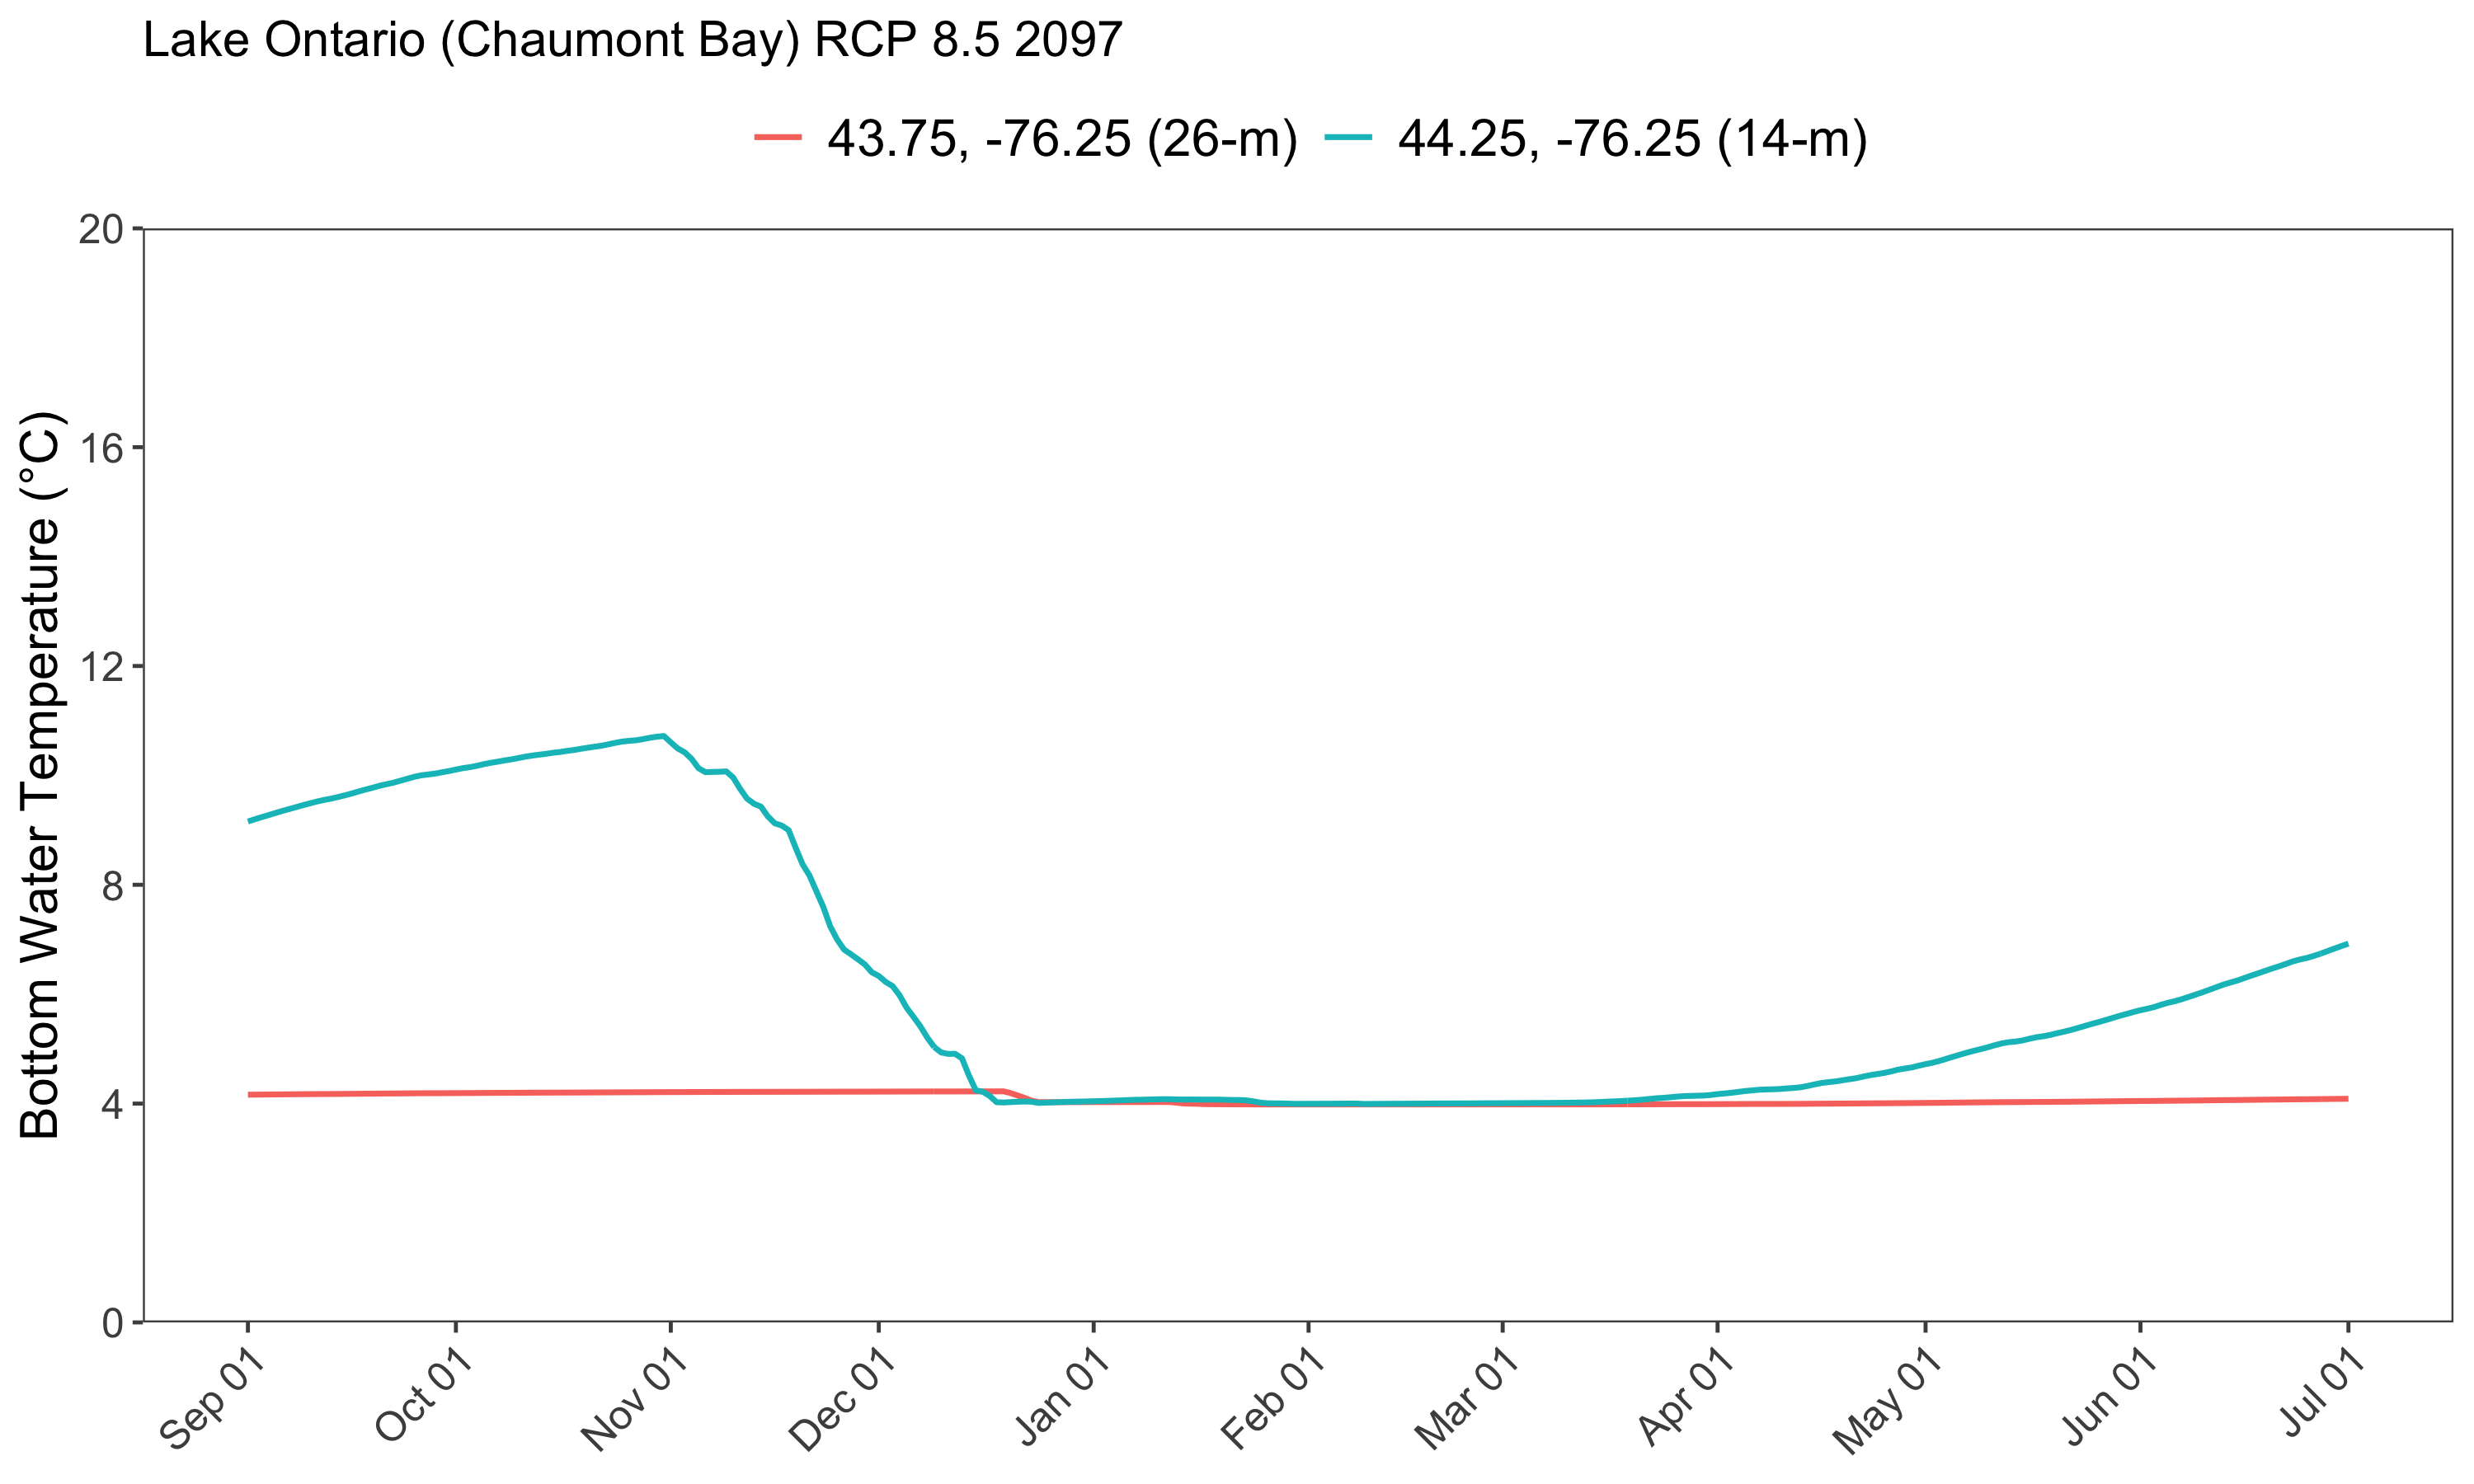 Lake Ontario (Chaumont Bay) RCP 8.5 2097
43.75, -76.25 (26-m) 44.25, -76.25 (14-m)
Bottom Water Temperature (°C)
20
16
12
8
4
0
Sep 01 Oct 01 Nov 01 Dec 01 Jan 01 Feb 01 Mar 01 Apr 01 May 01 Jun 01 Jul 01